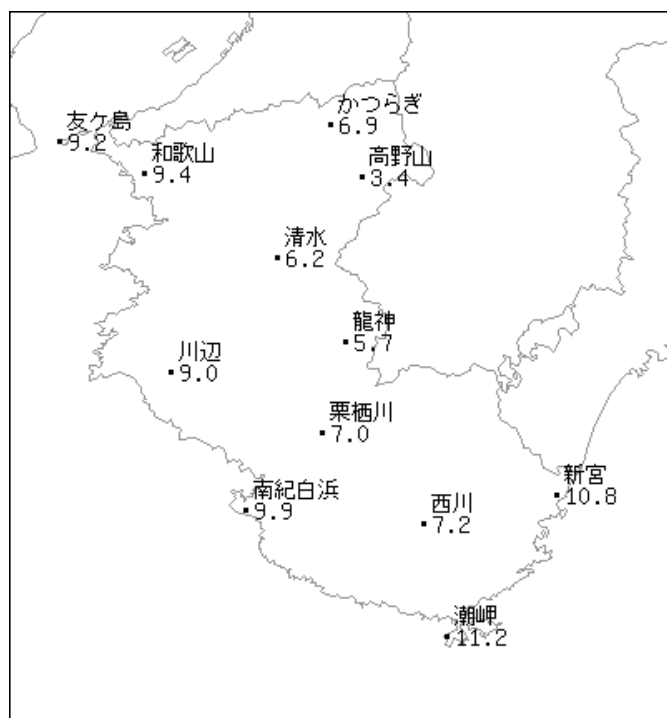 かつらぎ
6.9
友ケ島
9.2
和歌山
9.4
高野山
3.4
清水
6.2
龍神
5.7
川辺
9.0
栗栖川
7.0
新宮
10.8
南紀白浜
9.9
西川
7.2
潮岬
11.2